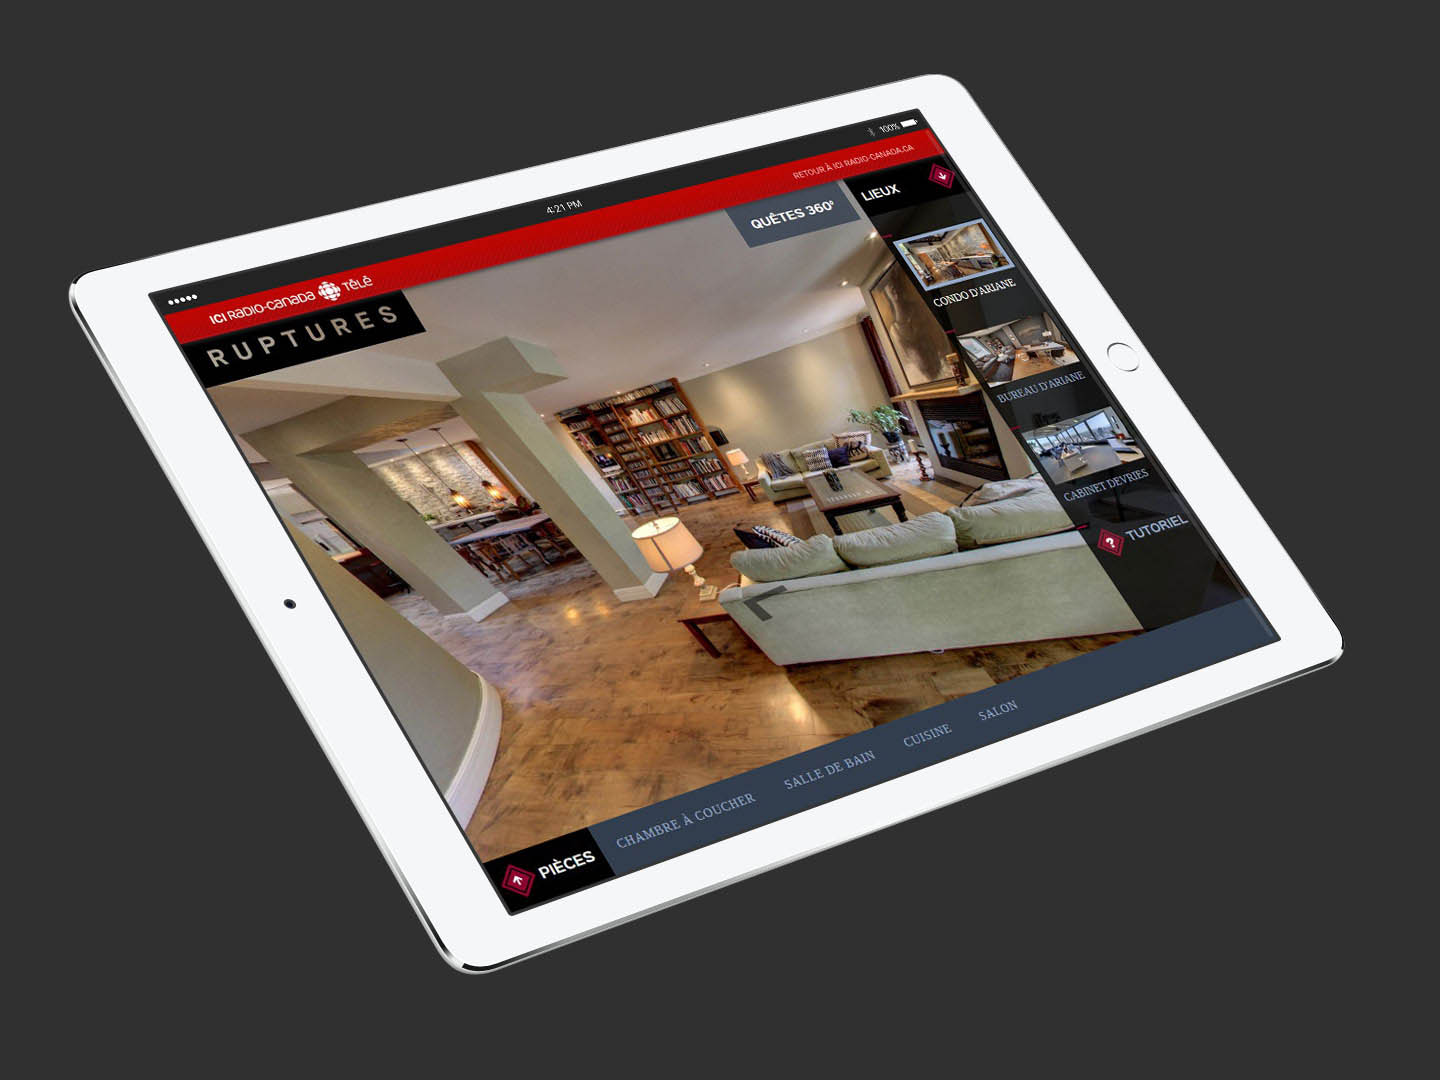 4:21 PM
100%
ICI RADIO-CANADA TÉLÉ
RETOUR À ICI RADIO-CANADA.CA
RUPTURES
QUÊTES 360°
LIEUX
CONDO D'ARIANE
BUREAU D'ARIANE
CABINET DEVRIES
? TUTORIEL
PIÈCES
CHAMBRE À COUCHER
SALLE DE BAIN
CUISINE
SALON